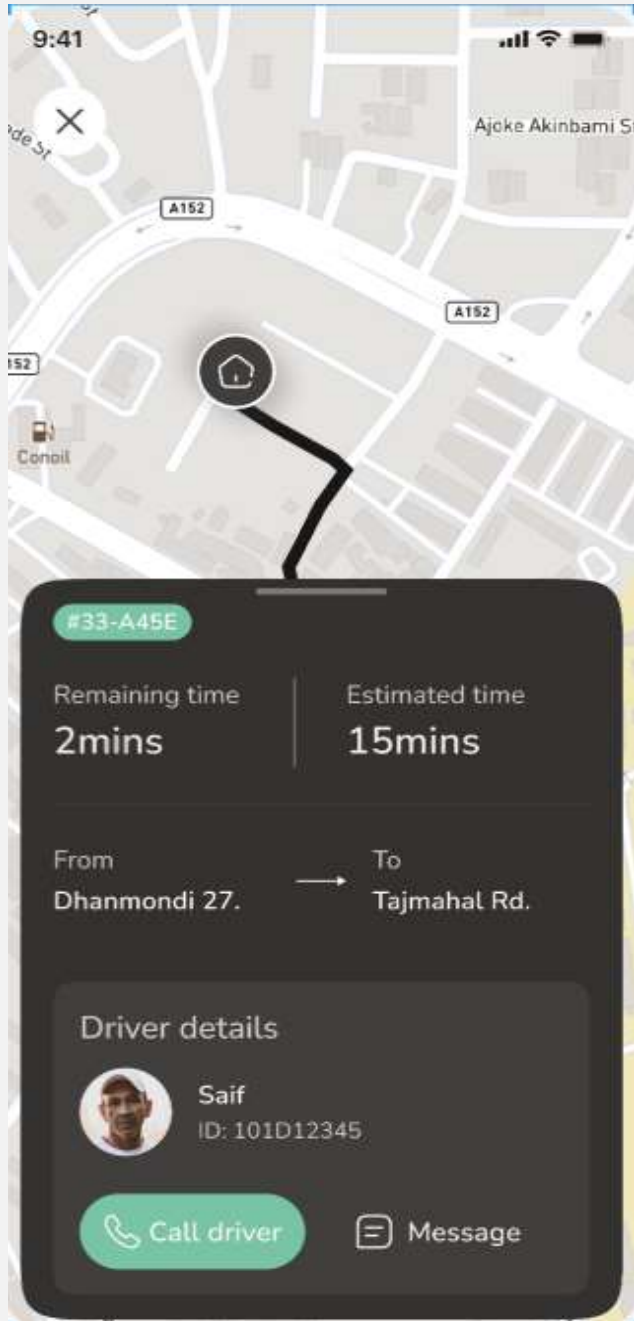 9:41
Ajoke Akinbami S
A152
A152
152
Conoil
#33-A45E
Remaining time
2mins
Estimated time
15mins
From
Dhanmondi 27.
To
Tajmahal Rd.
Driver details
Saif
ID: 101D12345
Call driver
Message